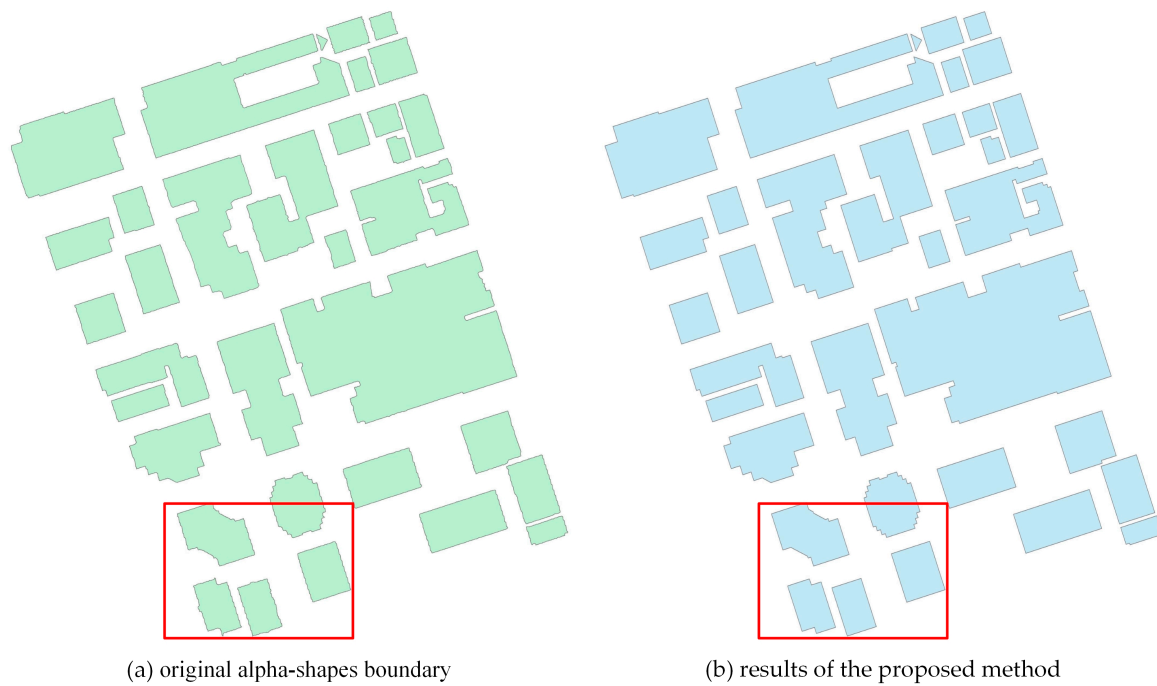 (a) original alpha-shapes boundary
(b) results of the proposed method